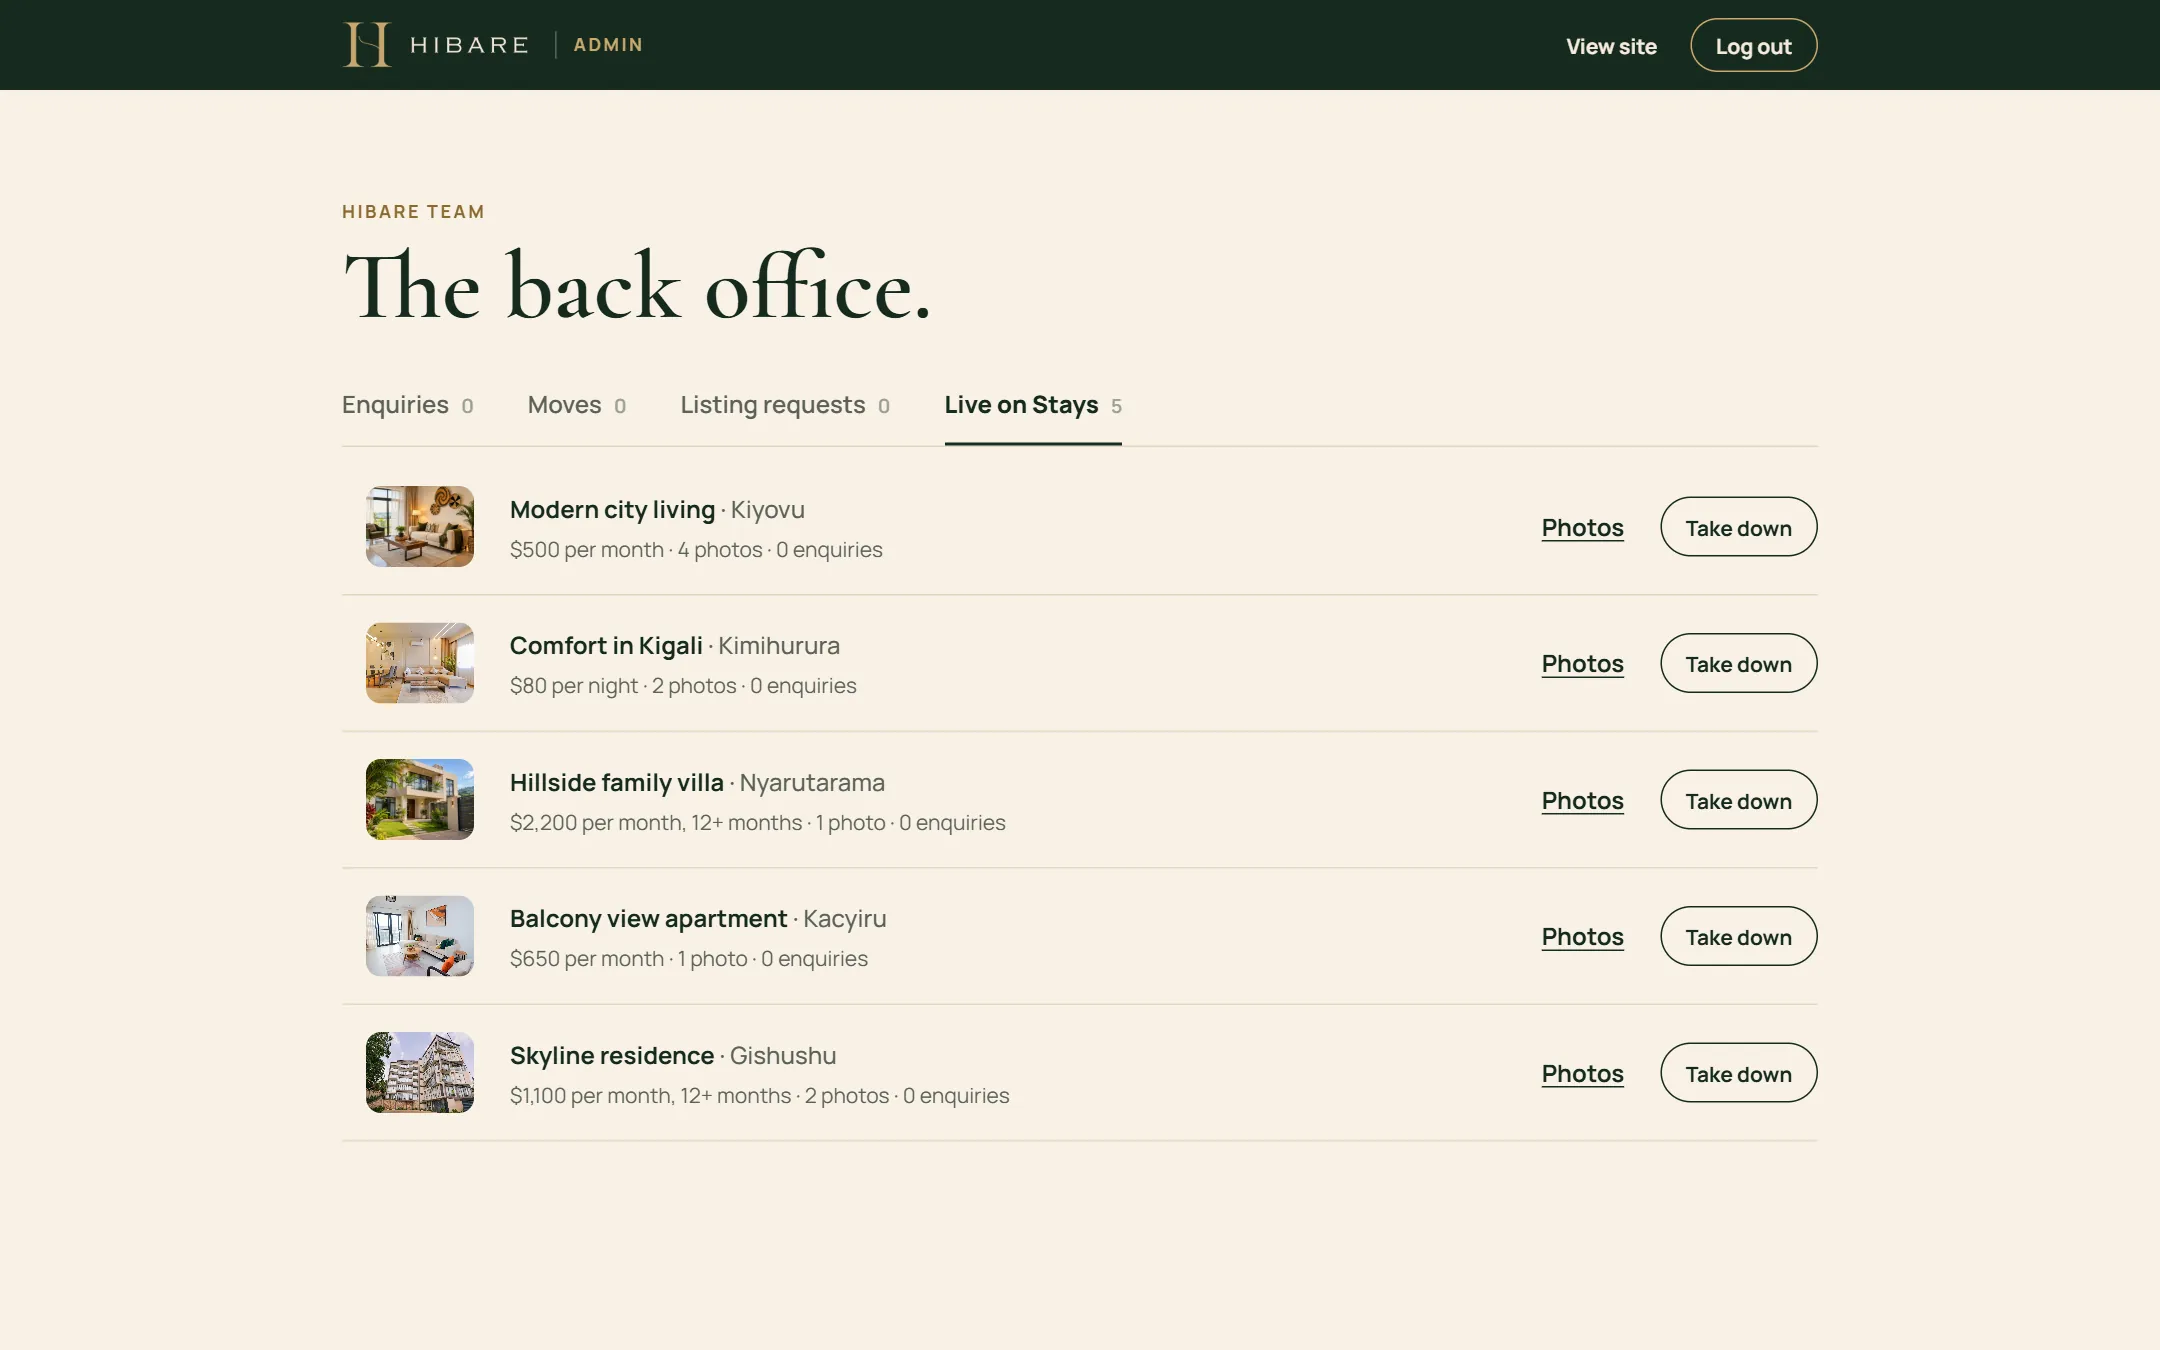 H HIBARE ADMIN View site Log out
HIBARE TEAM
The back office.
Enquiries 0 Moves 0 Listing requests 0 Live on Stays 5
Modern city living · Kiyovu
$500 per month · 4 photos · 0 enquiries
Photos Take down
Comfort in Kigali · Kimihurura
$80 per night · 2 photos · 0 enquiries
Photos Take down
Hillside family villa · Nyarutarama
$2,200 per month, 12+ months · 1 photo · 0 enquiries
Photos Take down
Balcony view apartment · Kacyiru
$650 per month · 1 photo · 0 enquiries
Photos Take down
Skyline residence · Gishushu
$1,100 per month, 12+ months · 2 photos · 0 enquiries
Photos Take down